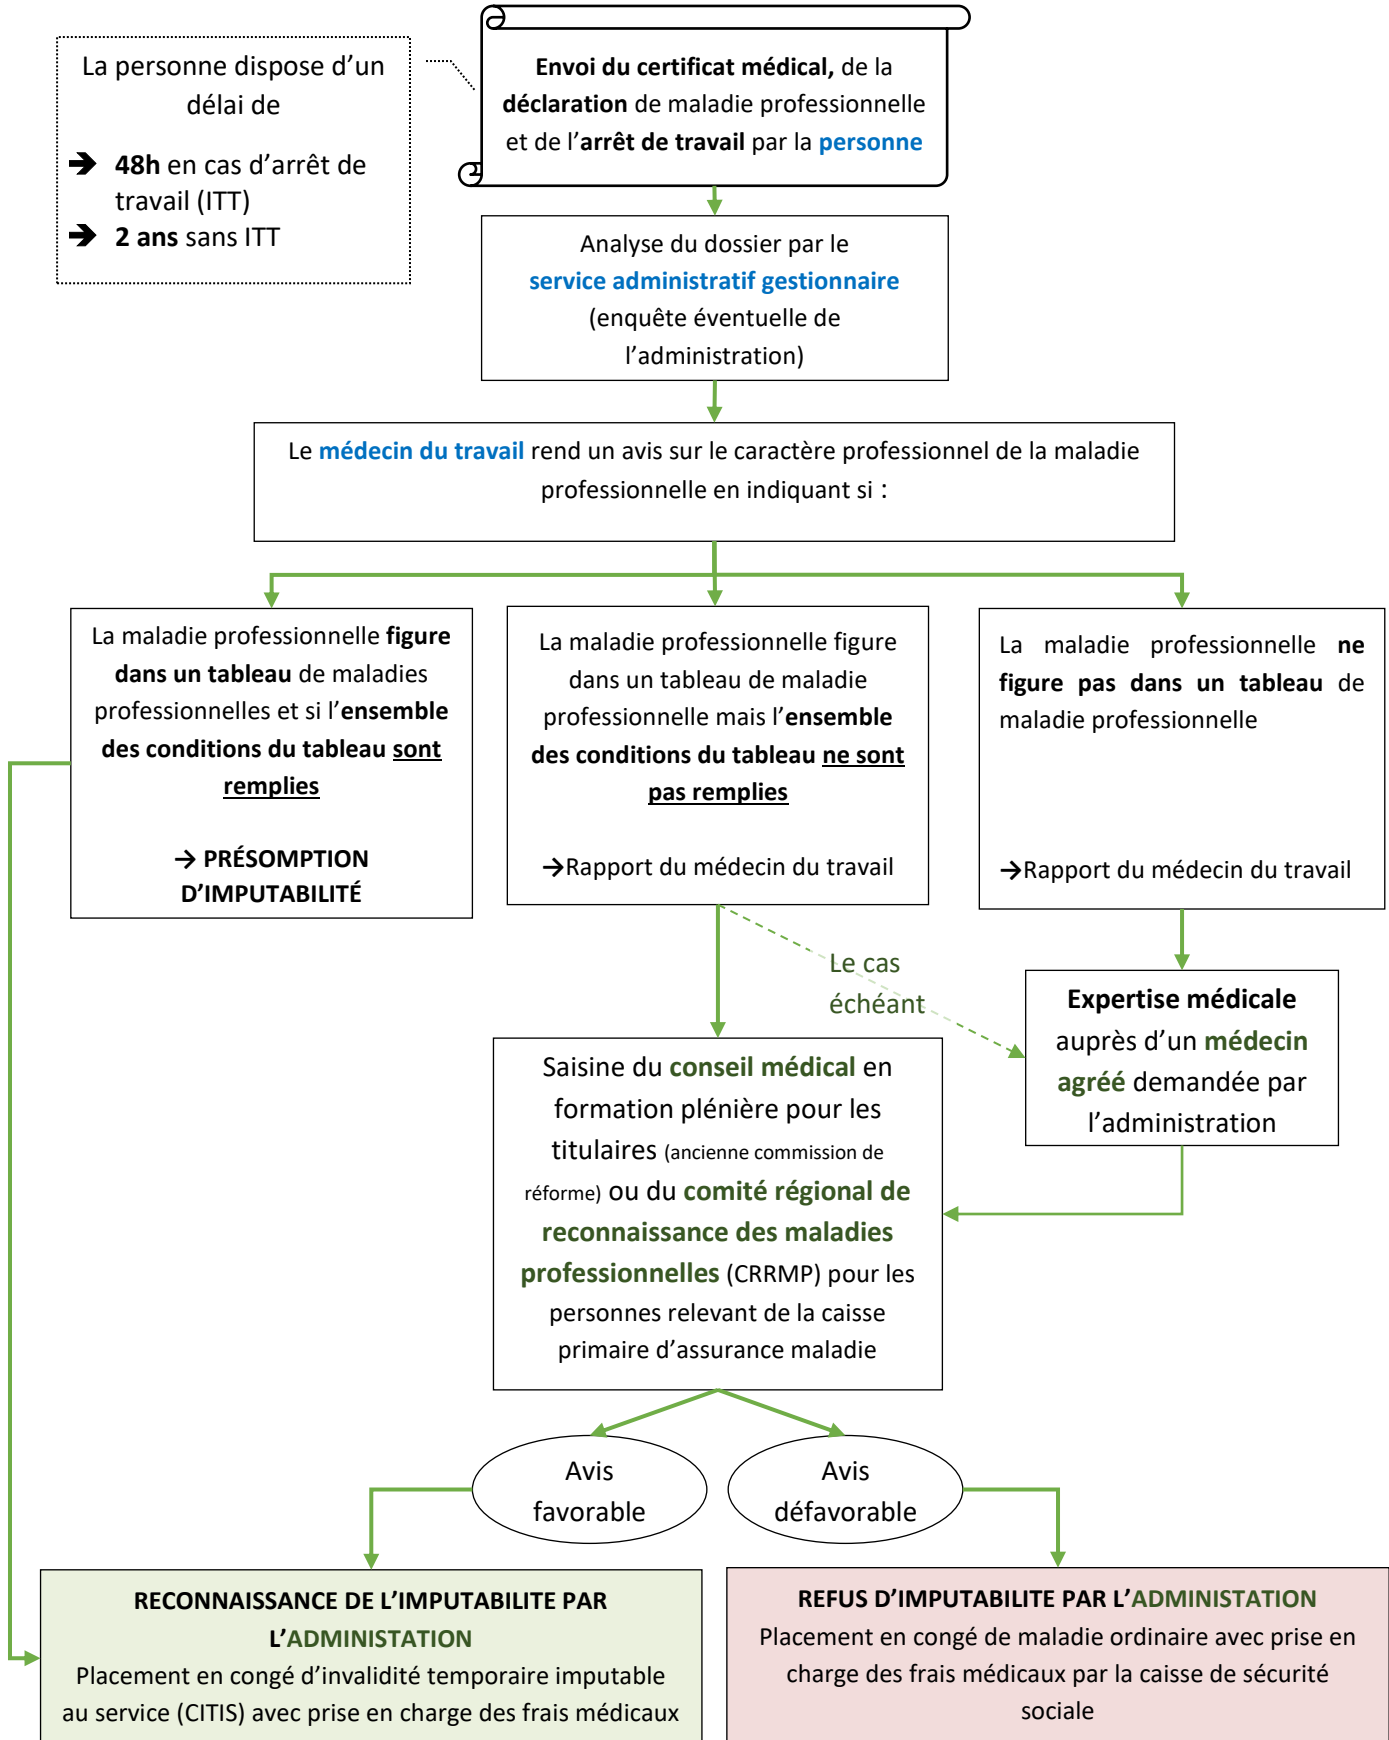 La personne dispose d’un
délai de
➔ 48h en cas d’arrêt de
travail (ITT)
➔ 2 ans sans ITT
Envoi du certificat médical, de la
déclaration de maladie professionnelle
et de l’arrêt de travail par la personne
Analyse du dossier par le
service administratif gestionnaire
(enquête éventuelle de
l’administration)
Le médecin du travail rend un avis sur le caractère professionnel de la maladie
professionnelle en indiquant si :
La maladie professionnelle figure
dans un tableau de maladies
professionnelles et si l’ensemble
des conditions du tableau sont
remplies
→ PRÉSOMPTION
D’IMPUTABILITÉ
La maladie professionnelle figure
dans un tableau de maladie
professionnelle mais l’ensemble
des conditions du tableau ne sont
pas remplies
→Rapport du médecin du travail
La maladie professionnelle ne
figure pas dans un tableau de
maladie professionnelle
→Rapport du médecin du travail
Le cas
échéant
Expertise médicale
auprès d’un médecin
agréé demandée par
l’administration
Saisine du conseil médical en
formation plénière pour les
titulaires (ancienne commission de
réforme) ou du comité régional de
reconnaissance des maladies
professionnelles (CRRMP) pour les
personnes relevant de la caisse
primaire d’assurance maladie
Avis
favorable
Avis
défavorable
RECONNAISSANCE DE L’IMPUTABILITE PAR
L’ADMINISTATION
Placement en congé d’invalidité temporaire imputable
au service (CITIS) avec prise en charge des frais médicaux
REFUS D’IMPUTABILITE PAR L’ADMINISTATION
Placement en congé de maladie ordinaire avec prise en
charge des frais médicaux par la caisse de sécurité
sociale